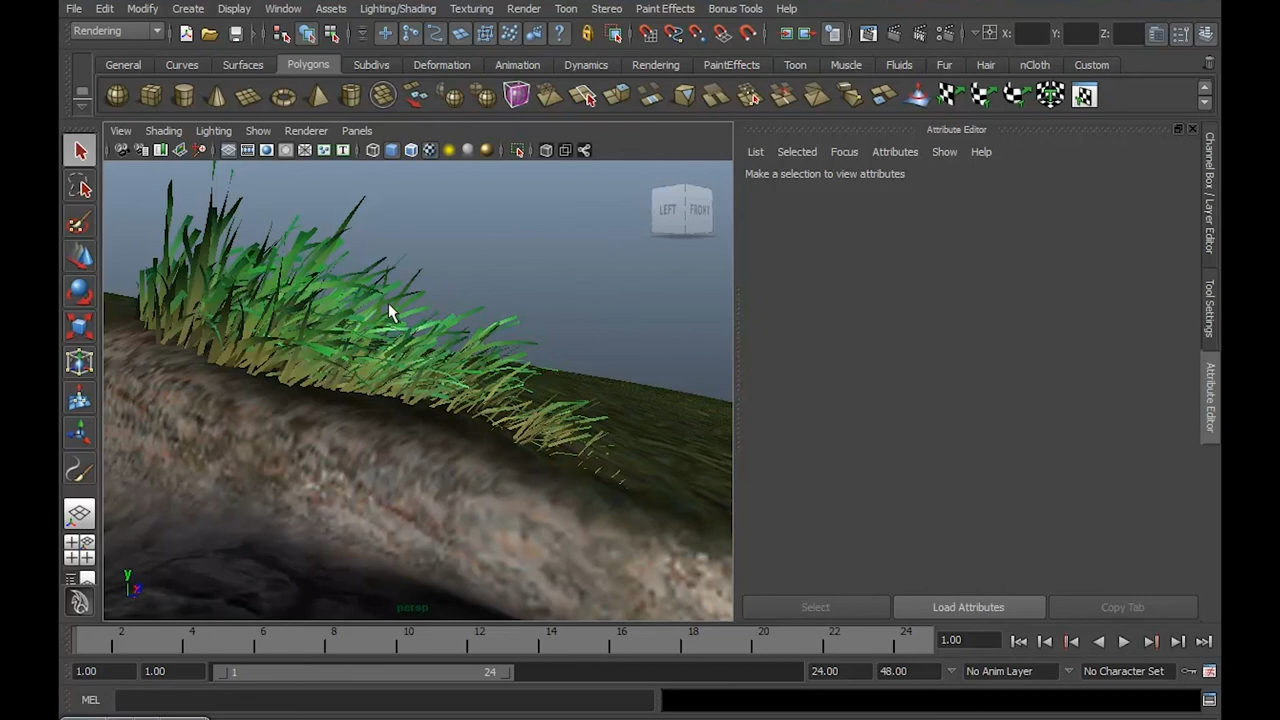 File Edit Modify Create Display Window Assets Lighting/Shading Texturing Render Toon Stereo Paint Effects Bonus Tools Help
Rendering X: Y: Z:
General Curves Surfaces Polygons Subdivs Deformation Animation Dynamics Rendering PaintEffects Toon Muscle Fluids Fur Hair nCloth Custom
View Shading Lighting Show Renderer Panels
Attribute Editor
List Selected Focus Attributes Show Help
Make a selection to view attributes
LEFT FRONT
Channel Box / Layer Editor
Tool Settings
Attribute Editor
y
persp
Select Load Attributes Copy Tab
2 4 6 8 10 12 14 16 18 20 22 24 1.00
1.00 1.00 1 24 24.00 48.00 No Anim Layer No Character Set
MEL